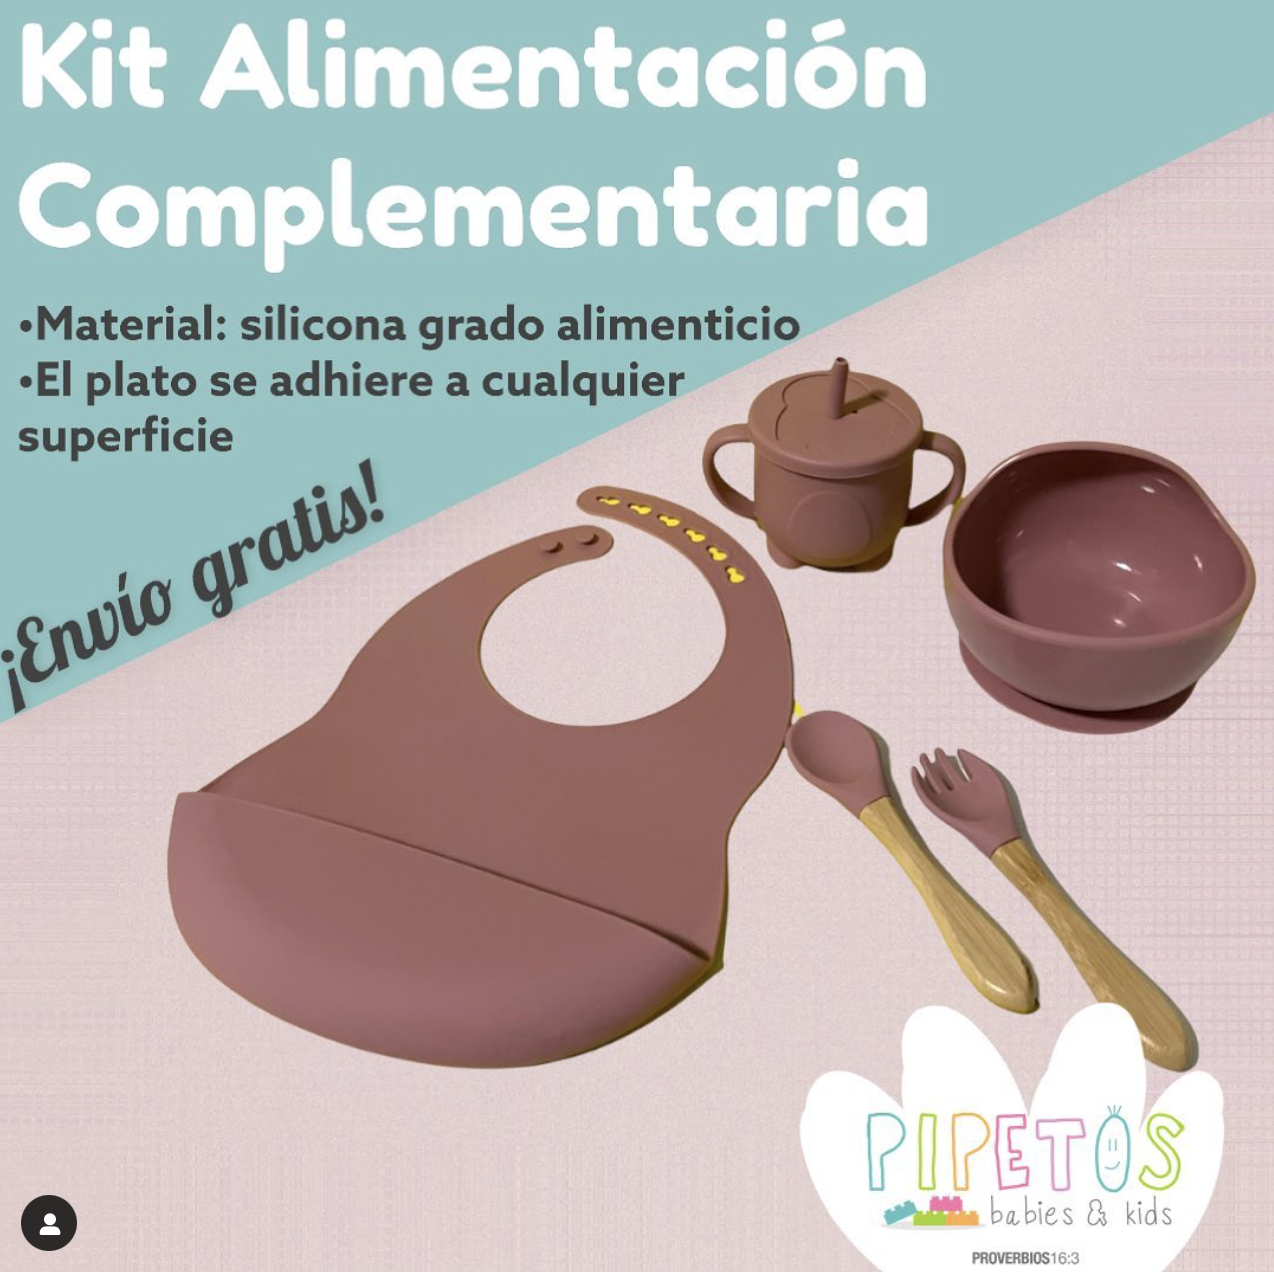 Kit Alimentación
Complementaria
•Material: silicona grado alimenticio
•El plato se adhiere a cualquier
superficie
¡Envío gratis!
PIPETOS
babies & kids
PROVERBIOS16:3